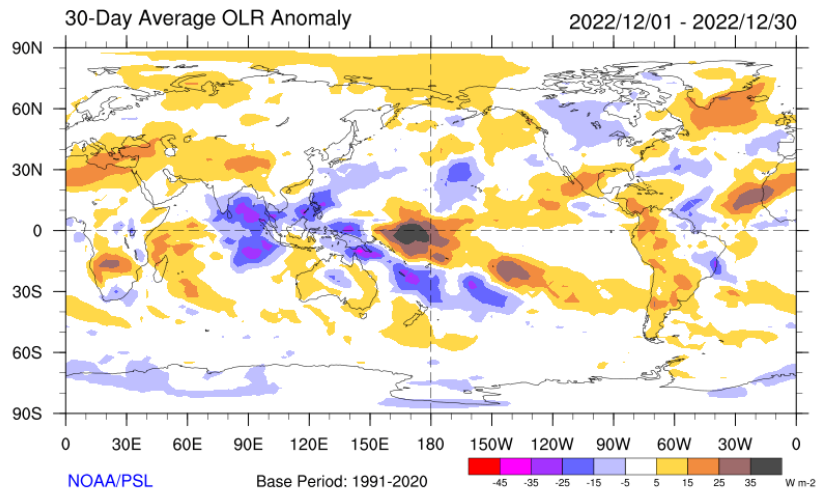 30-Day Average OLR Anomaly 2022/12/01 - 2022/12/30
90N
60N
30N
0
30S
60S
90S
0 30E 60E 90E 120E 150E 180 150W 120W 90W 60W 30W 0
NOAA/PSL Base Period: 1991-2020
-45 -35 -25 -15 -5 5 15 25 35 W m-2